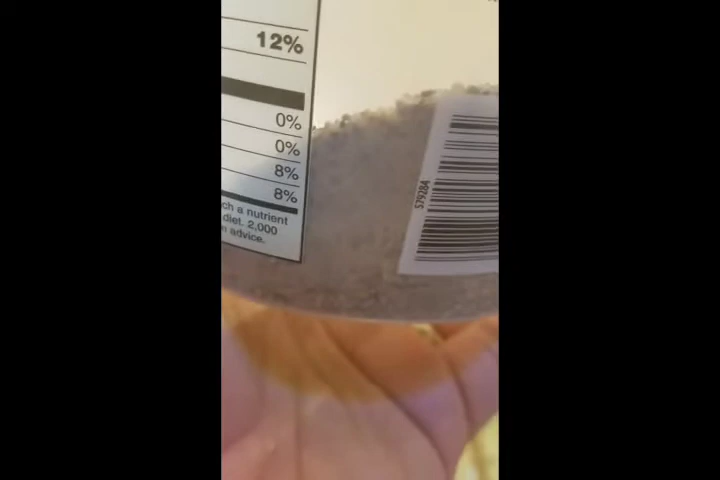 12%
0%
0%
8%
8%
ch a nutrient
diet. 2,000
advice.
579284